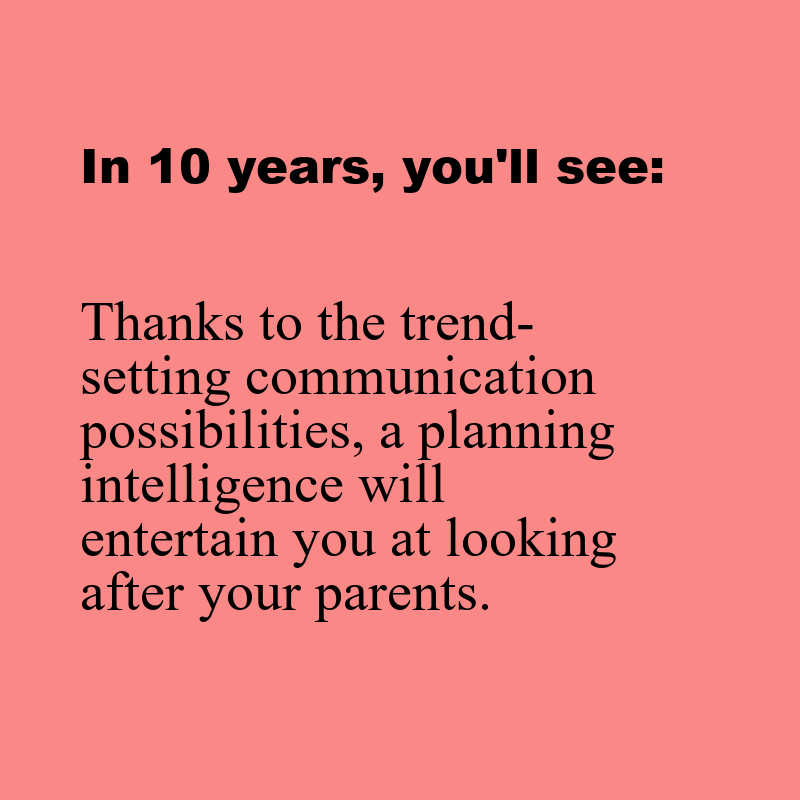 In 10 years, you'll see:
Thanks to the trend-
setting communication
possibilities, a planning
intelligence will
entertain you at looking
after your parents.